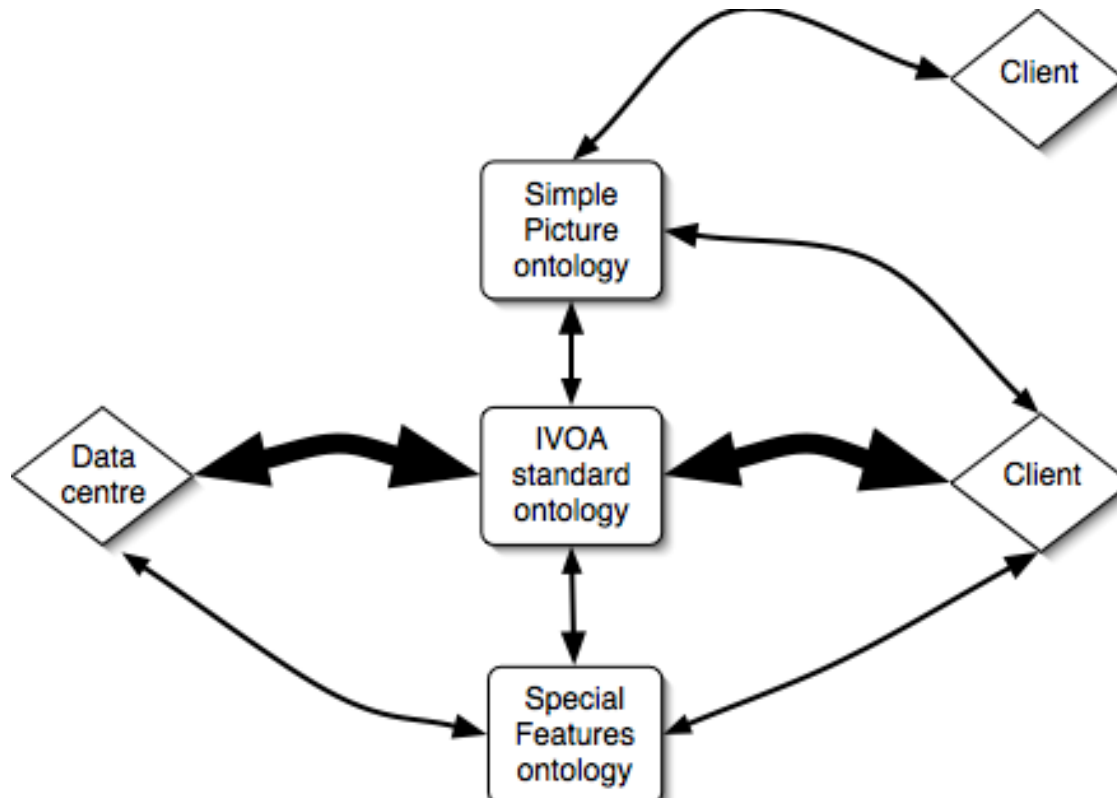 Client
Simple
Picture
ontology
Data
centre
IVOA
standard
ontology
Client
Special
Features
ontology